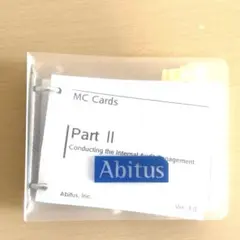 MC Cards
Part II
Conducting the Internal Audit Engagement
Abitus
Abitus, Inc.